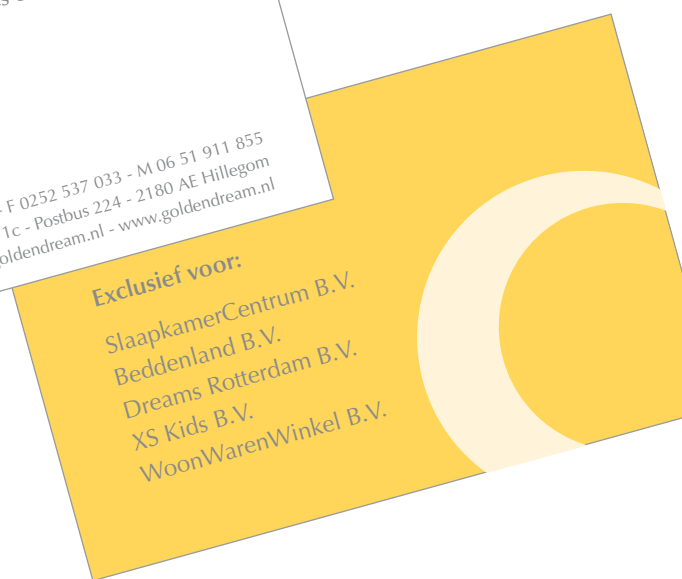 - F 0252 537 033 - M 06 51 911 855
1c - Postbus 224 - 2180 AE Hillegom
oldendream.nl - www.goldendream.nl
Exclusief voor:
SlaapkamerCentrum B.V.
Beddenland B.V.
Dreams Rotterdam B.V.
XS Kids B.V.
WoonWarenWinkel B.V.